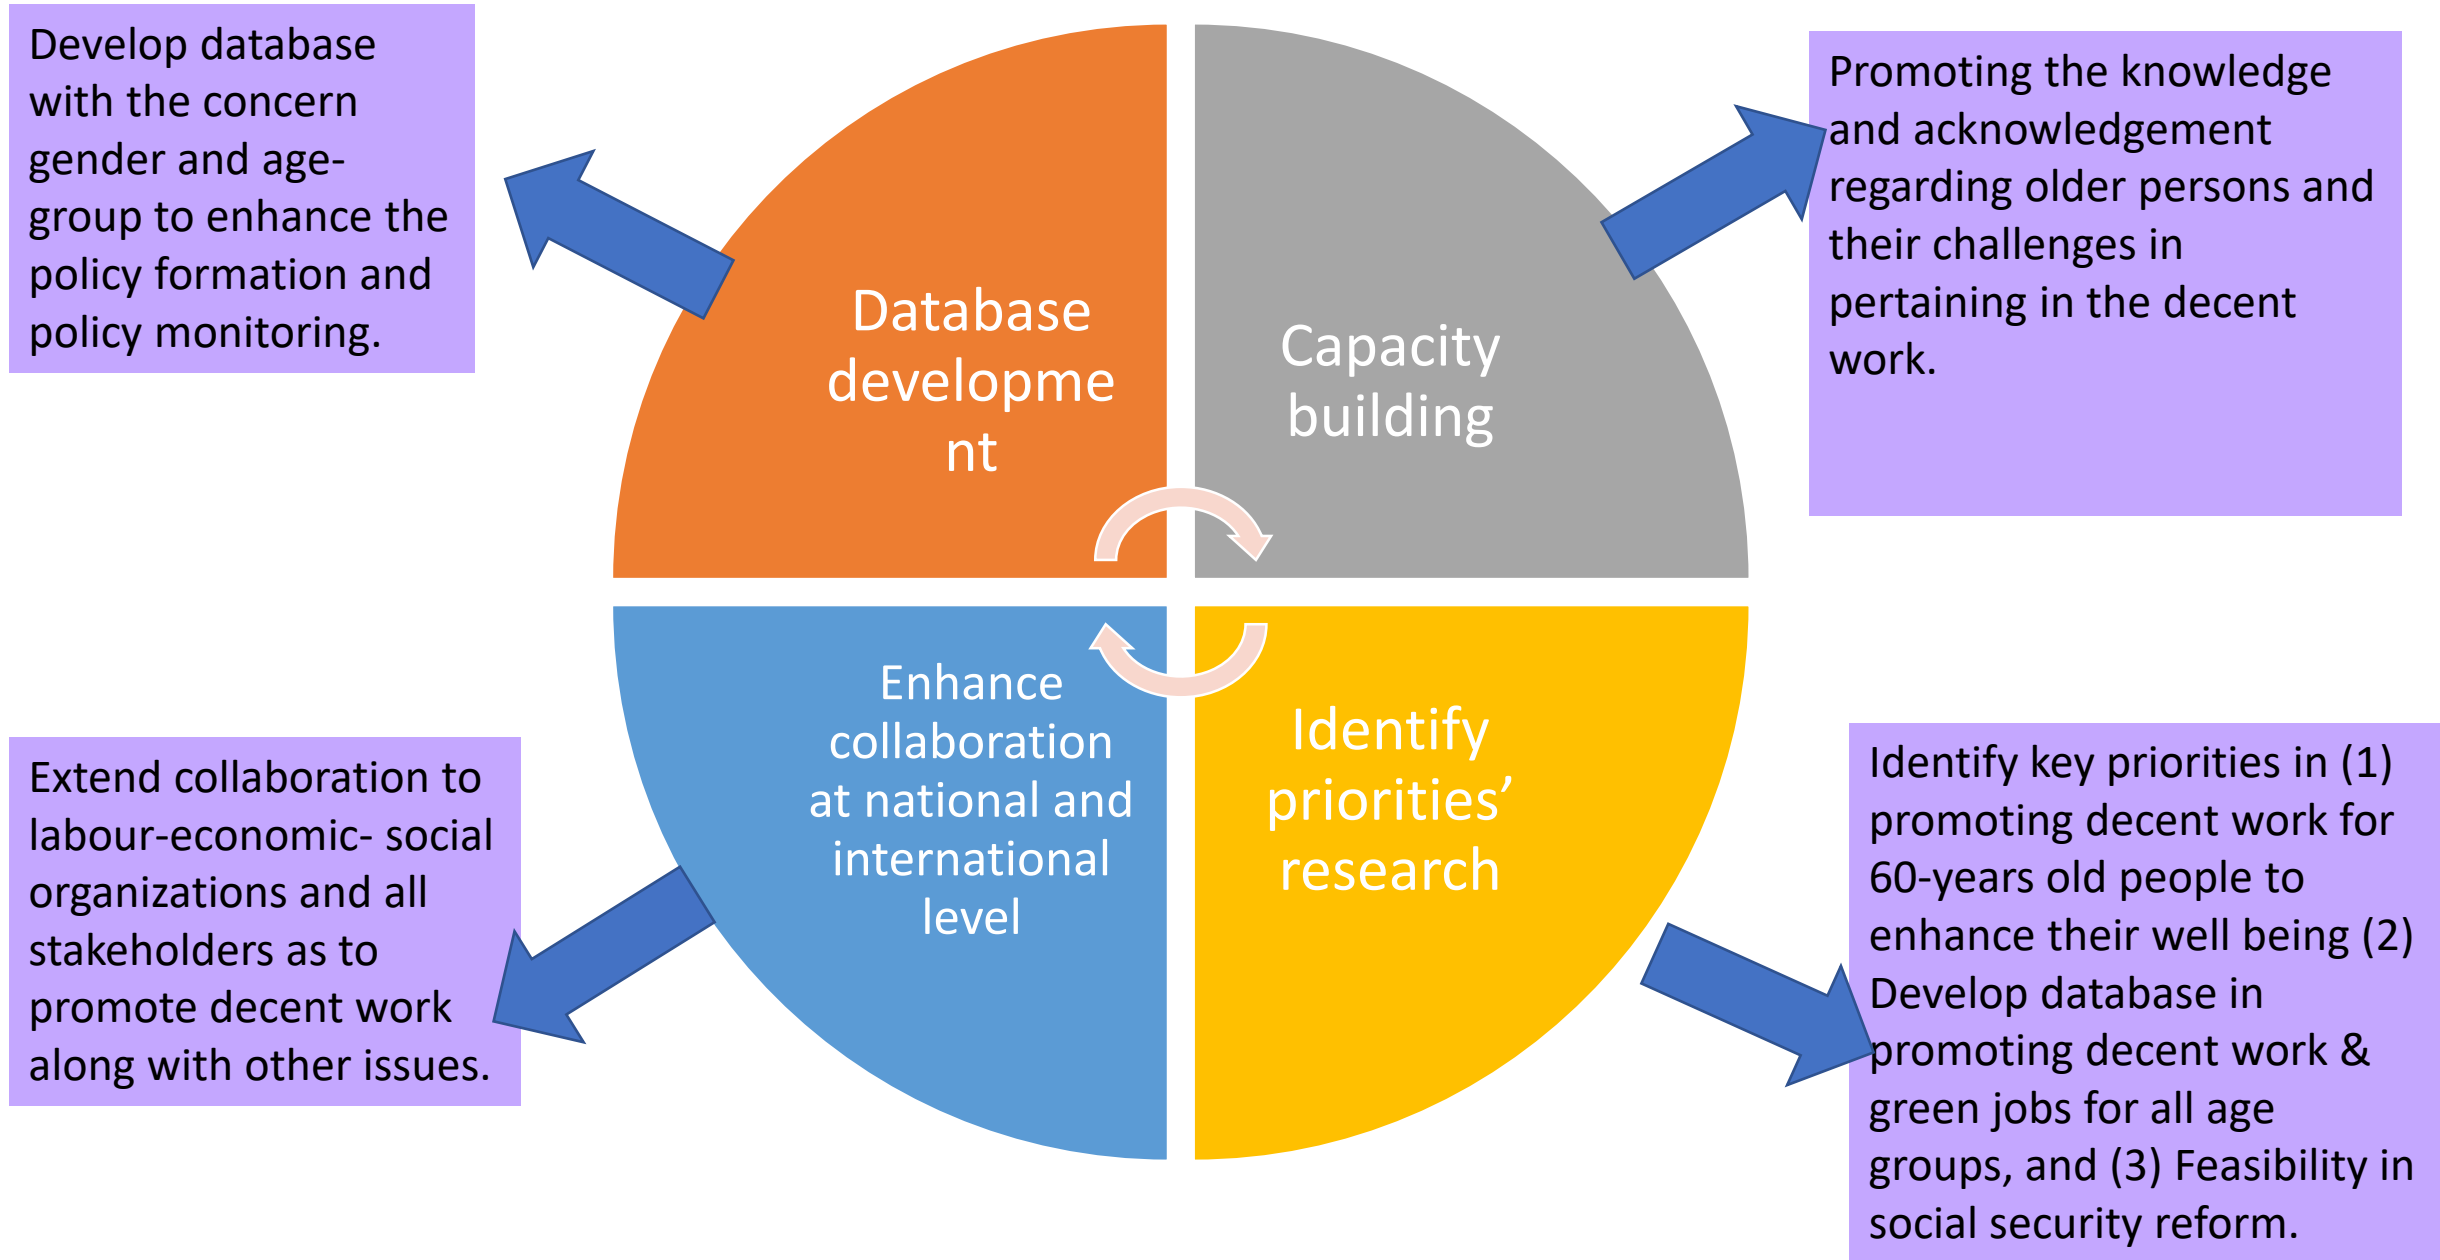 Develop database
with the concern
gender and age-
group to enhance the
policy formation and
policy monitoring.
Database
developme
nt
Capacity
building
Promoting the knowledge
and acknowledgement
regarding older persons and
their challenges in
pertaining in the decent
work.
Extend collaboration to
labour-economic- social
organizations and all
stakeholders as to
promote decent work
along with other issues.
Enhance
collaboration
at national and
international
level
Identify
priorities’
research
Identify key priorities in (1)
promoting decent work for
60-years old people to
enhance their well being (2)
Develop database in
promoting decent work &
green jobs for all age
groups, and (3) Feasibility in
social security reform.